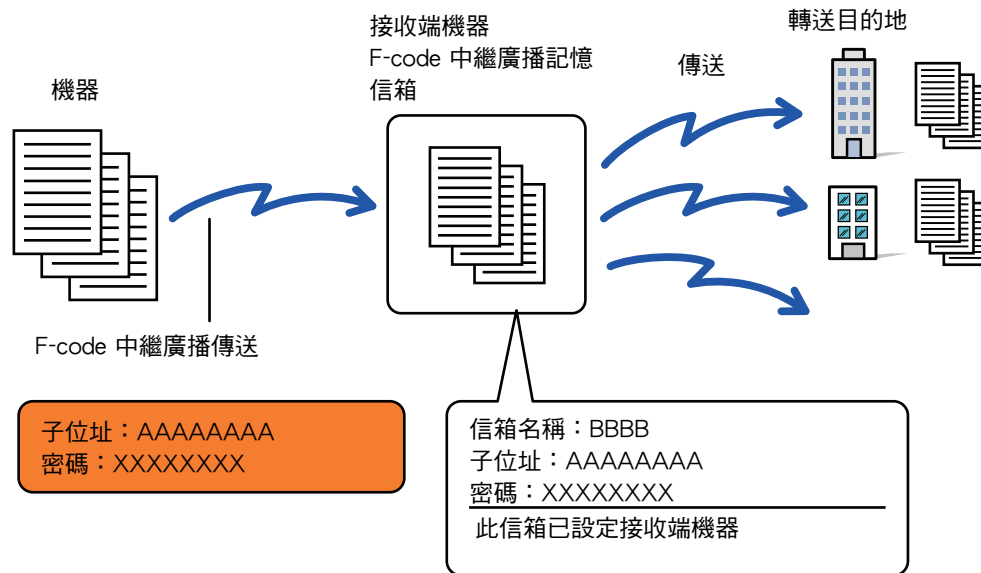 機器
接收端機器
F-code 中繼廣播記憶
信箱
傳送
轉送目的地
F-code 中繼廣播傳送
子位址：AAAAAAAA
密碼：XXXXXXXX
信箱名稱：BBBB
子位址：AAAAAAAA
密碼：XXXXXXXX
此信箱已設定接收端機器